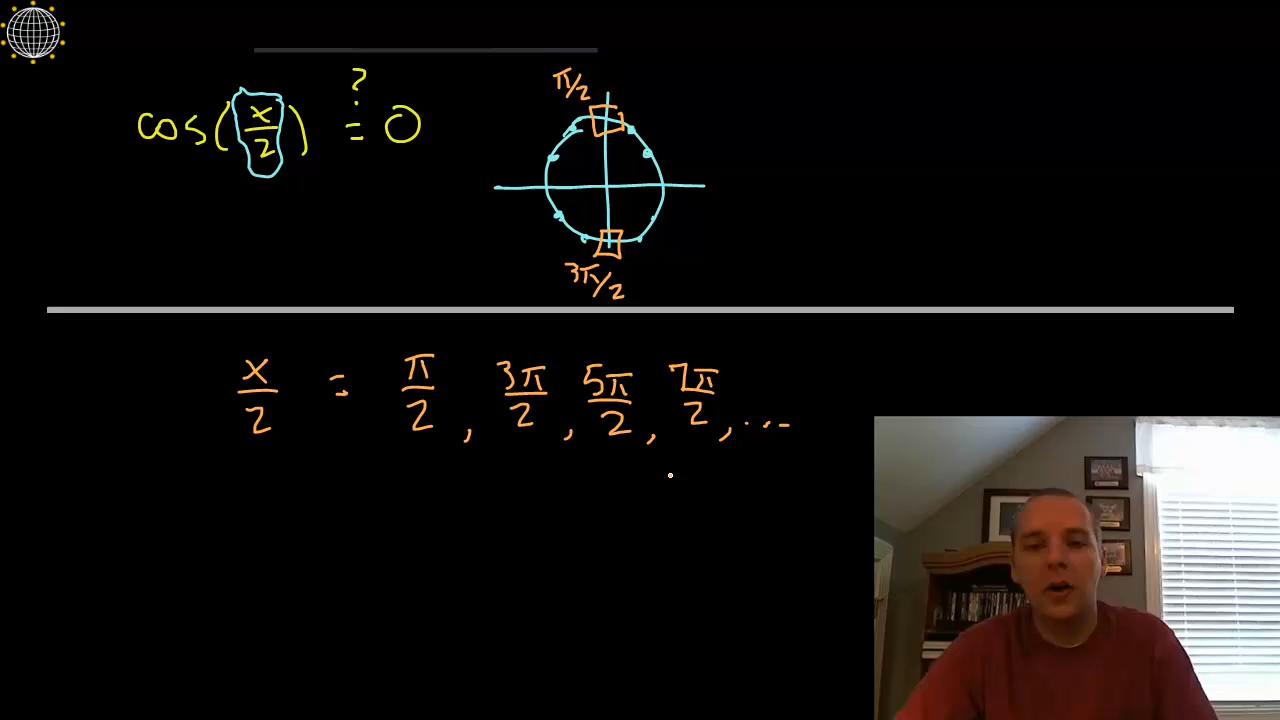 cos(x/2) ?= 0
π/2
3π/2
x/2 = π/2, 3π/2, 5π/2, 7π/2, ...